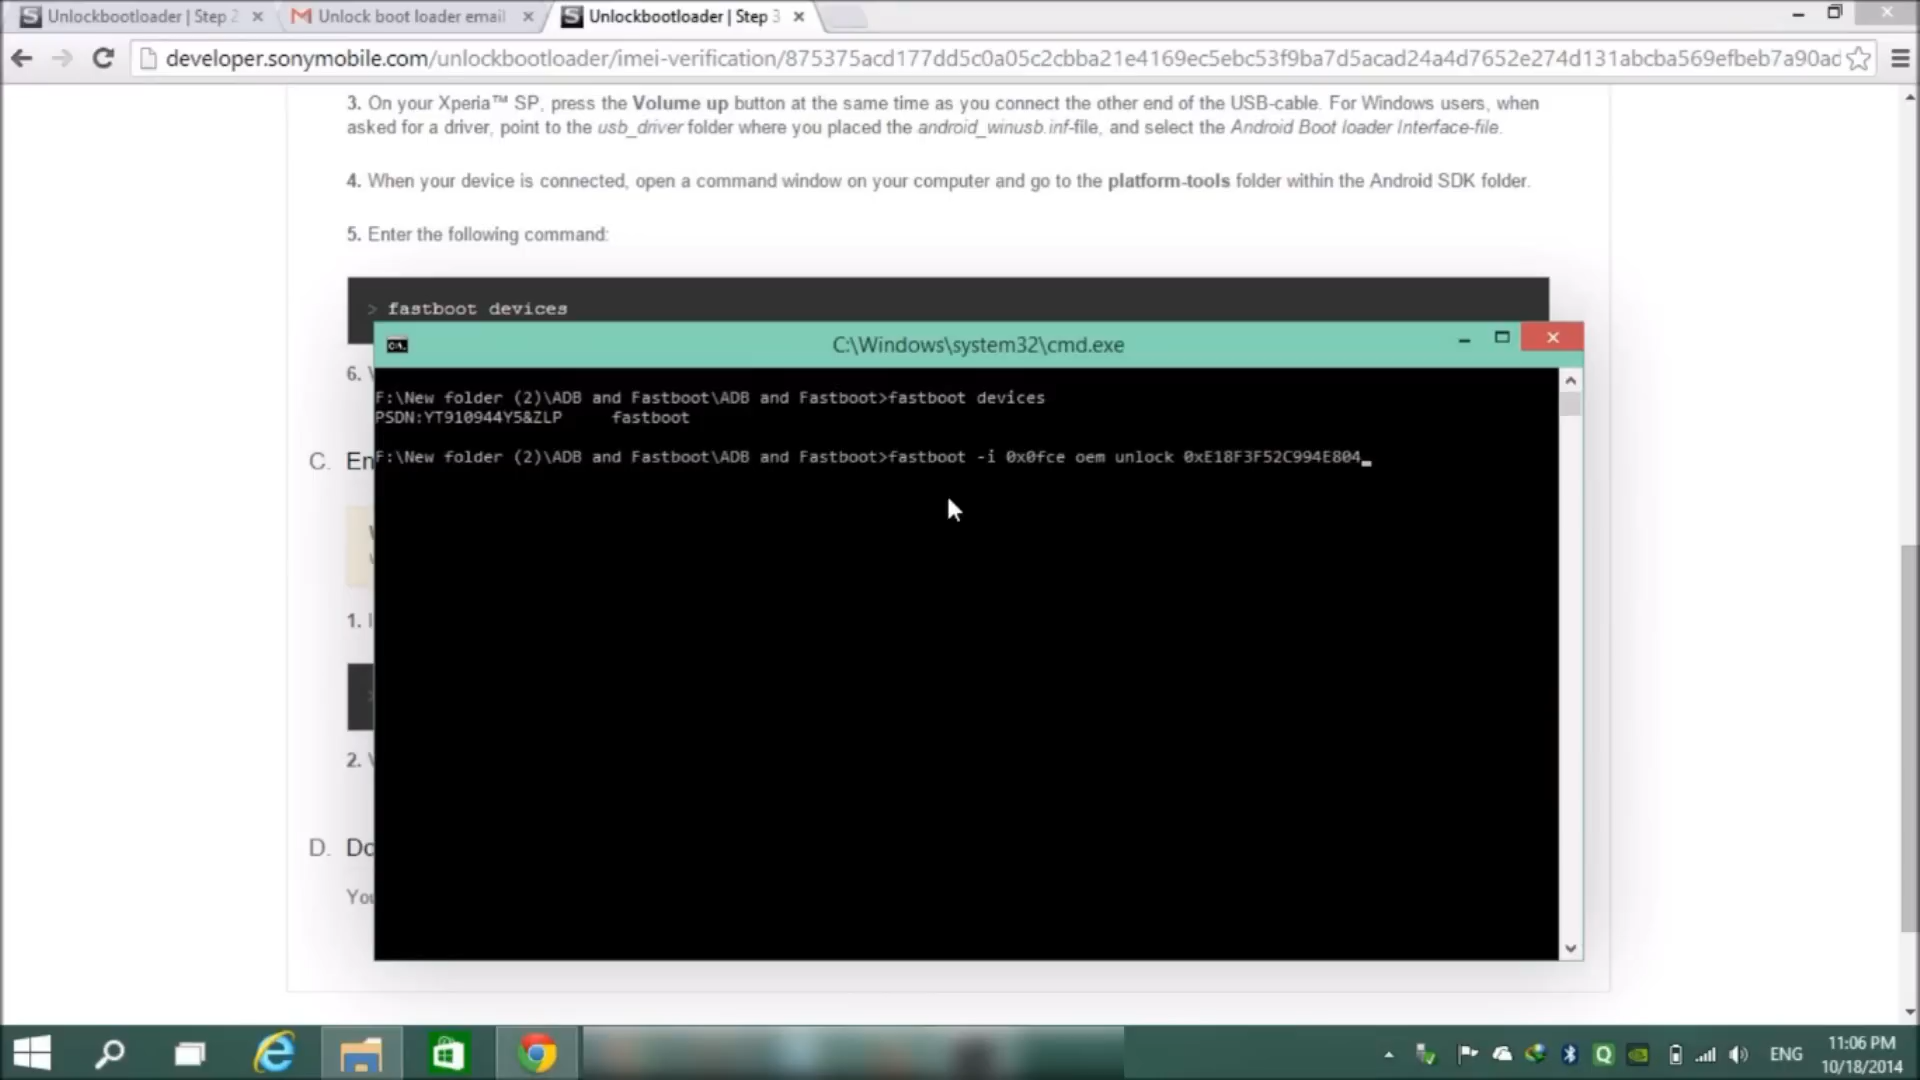 Unlockbootloader | Step 2
Unlock boot loader email
Unlockbootloader | Step 3
developer.sonymobile.com/unlockbootloader/imei-verification/875375acd177dd5c0a05c2cbba21e4169ec5ebc53f9ba7d5acad24a4d7652e274d131abcba569efbeb7a90ad
3. On your Xperia™ SP, press the Volume up button at the same time as you connect the other end of the USB-cable. For Windows users, when
asked for a driver, point to the usb_driver folder where you placed the android_winusb.inf-file, and select the Android Boot loader Interface-file.
4. When your device is connected, open a command window on your computer and go to the platform-tools folder within the Android SDK folder.
5. Enter the following command:
> fastboot devices
C:\Windows\system32\cmd.exe
6.
F:\New folder (2)\ADB and Fastboot\ADB and Fastboot>fastboot devices
PSDN:YT910944Y5&ZLP fastboot
C. En
F:\New folder (2)\ADB and Fastboot\ADB and Fastboot>fastboot -i 0x0fce oem unlock 0xE18F3F52C994E804_
1. I
2.
D. Do
You
ENG
11:06 PM
10/18/2014